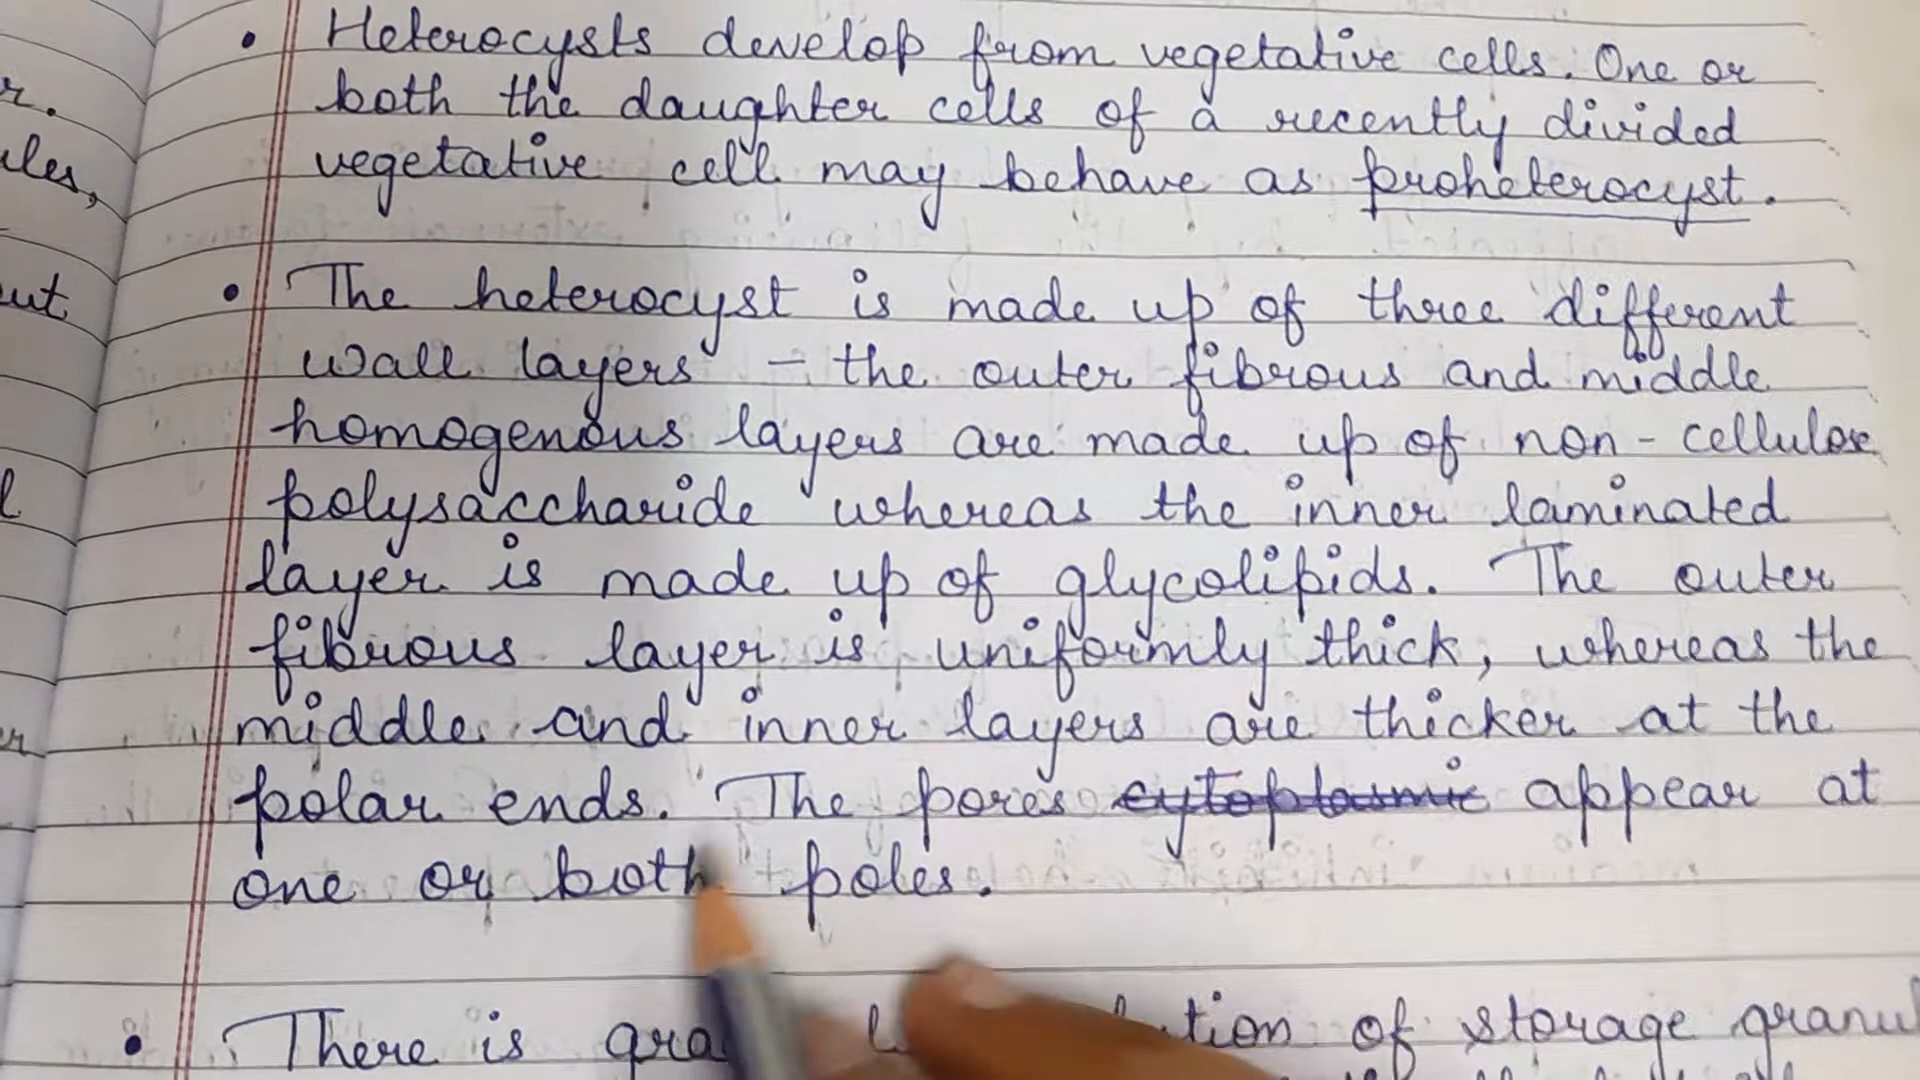 • Heterocysts develop from vegetative cells. One or
both the daughter cells of a recently divided
vegetative cell may behave as proheterocyst.
• The heterocyst is made up of three different
wall layers - the outer fibrous and middle
homogenous layers are made up of non-cellulose
polysaccharide whereas the inner laminated
layer is made up of glycolipids. The outer
fibrous layer is uniformly thick, whereas the
middle and inner layers are thicker at the
polar ends. The pores cytoplasmic appear at
one or both poles.
• There is of storage